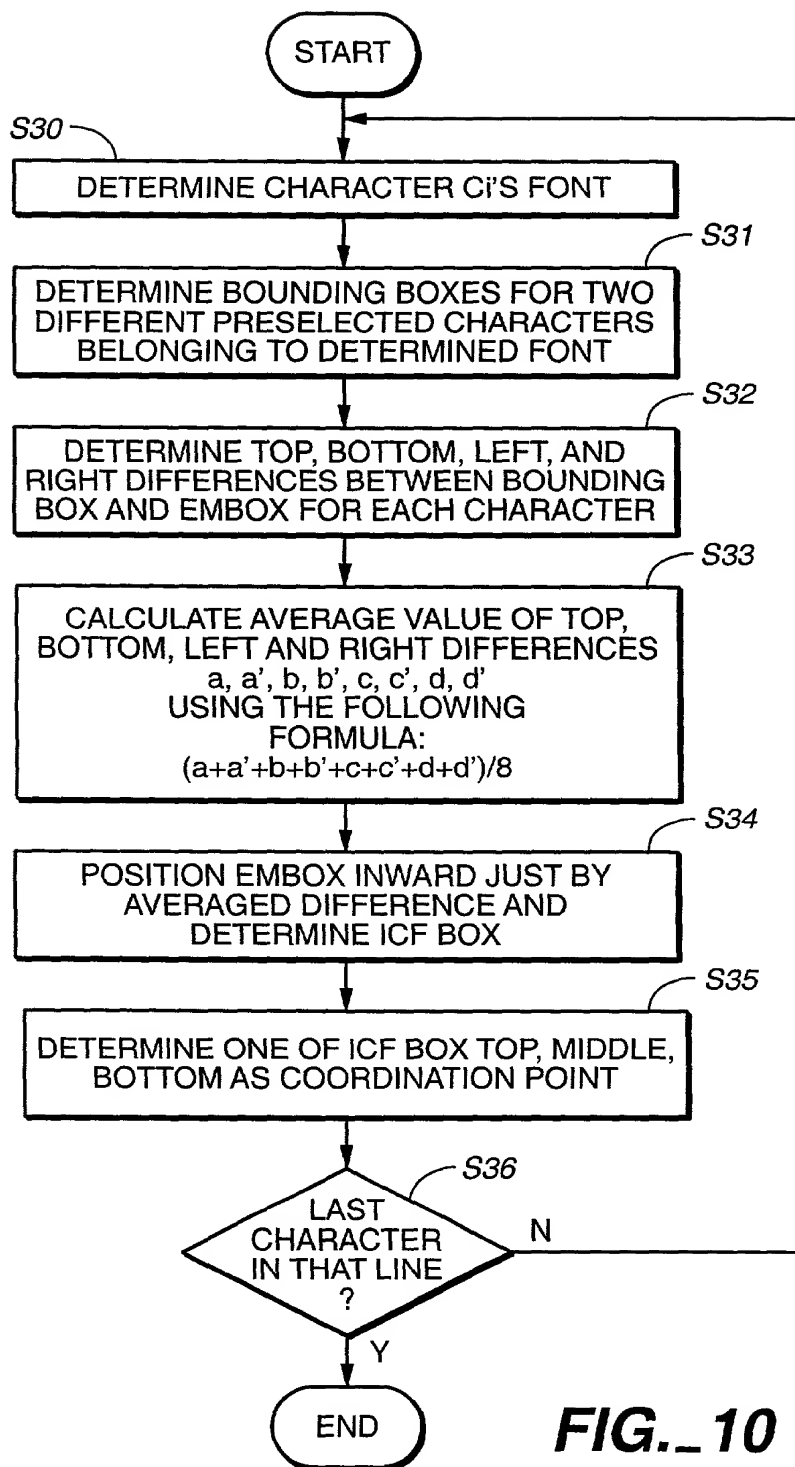 START
S30
DETERMINE CHARACTER Ci'S FONT
S31
DETERMINE BOUNDING BOXES FOR TWO
DIFFERENT PRESELECTED CHARACTERS
BELONGING TO DETERMINED FONT
S32
DETERMINE TOP, BOTTOM, LEFT, AND
RIGHT DIFFERENCES BETWEEN BOUNDING
BOX AND EMBOX FOR EACH CHARACTER
S33
CALCULATE AVERAGE VALUE OF TOP,
BOTTOM, LEFT AND RIGHT DIFFERENCES
a, a', b, b', c, c', d, d'
USING THE FOLLOWING
FORMULA:
(a+a'+b+b'+c+c'+d+d')/8
S34
POSITION EMBOX INWARD JUST BY
AVERAGED DIFFERENCE AND
DETERMINE ICF BOX
S35
DETERMINE ONE OF ICF BOX TOP, MIDDLE,
BOTTOM AS COORDINATION POINT
S36
LAST
CHARACTER
IN THAT LINE
?
N
Y
END
FIG._10